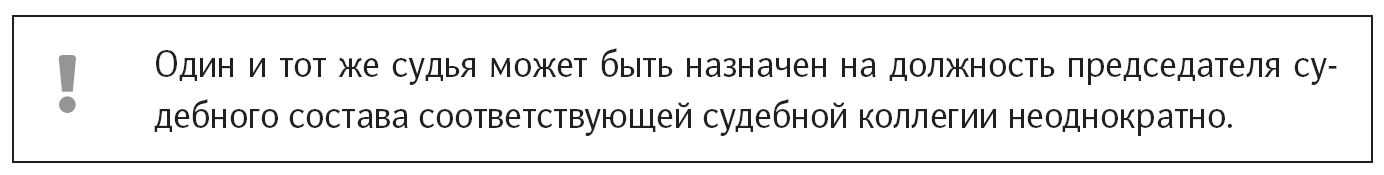 ! Один и тот же судья может быть назначен на должность председателя су-
дебного состава соответствующей судебной коллегии неоднократно.